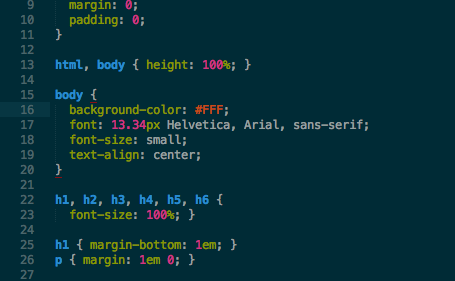 9 margin: 0;
10 padding: 0;
11 }
12
13 html, body { height: 100%; }
14
15 body {
16 background-color: #FFF;
17 font: 13.34px Helvetica, Arial, sans-serif;
18 font-size: small;
19 text-align: center;
20 }
21
22 h1, h2, h3, h4, h5, h6 {
23 font-size: 100%; }
24
25 h1 { margin-bottom: 1em; }
26 p { margin: 1em 0; }
27